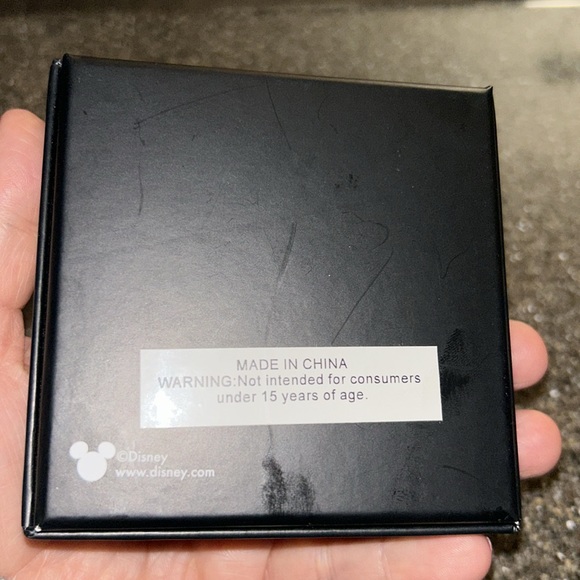 MADE IN CHINA
WARNING:Not intended for consumers
under 15 years of age.
©Disney
www.disney.com